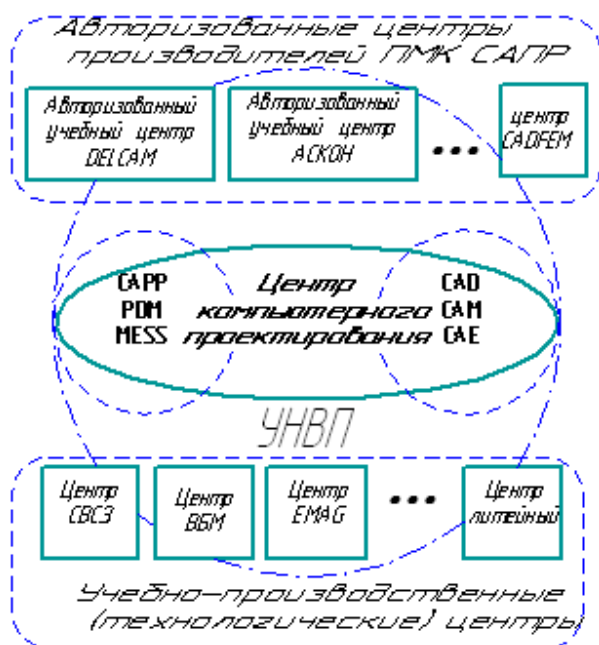 Авторизованные центры
производителей ПМК САПР
Авторизованный
учебный центр
DELCAM
Авторизованный
учебный центр
АСКОН
...
центр
CADFEM
CAPP Центр CAD
PDM компьютерного CAM
MESS проектирования CAE
УНВП
Центр
СВСЗ
Центр
ВБМ
Центр
EMAG
...
Центр
литейный
Учебно-производственные
(технологические) центры